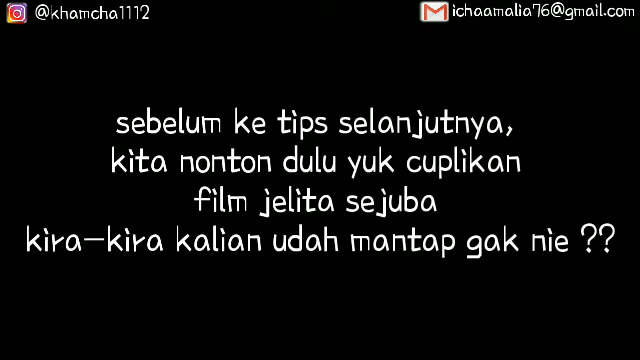 @khamcha1112
ichaamalia76@gmail.com
sebelum ke tips selanjutnya,
kita nonton dulu yuk cuplikan
film jelita sejuba
kira-kira kalian udah mantap gak nie ??